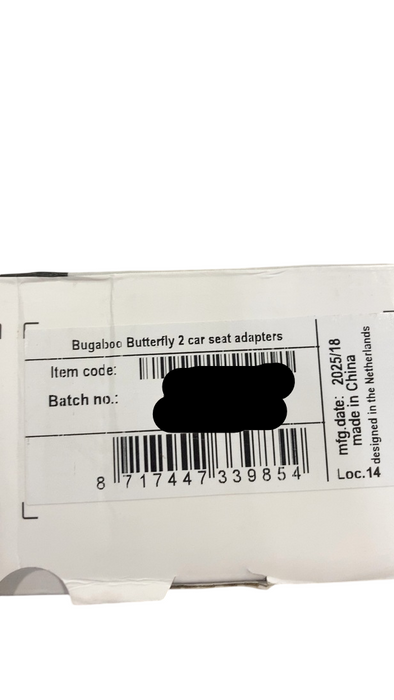 Bugaboo Butterfly 2 car seat adapters
Item code:
Batch no.:
8 717447 339854
mfg.date: 2025/18
made in China
designed in the Netherlands
Loc.14